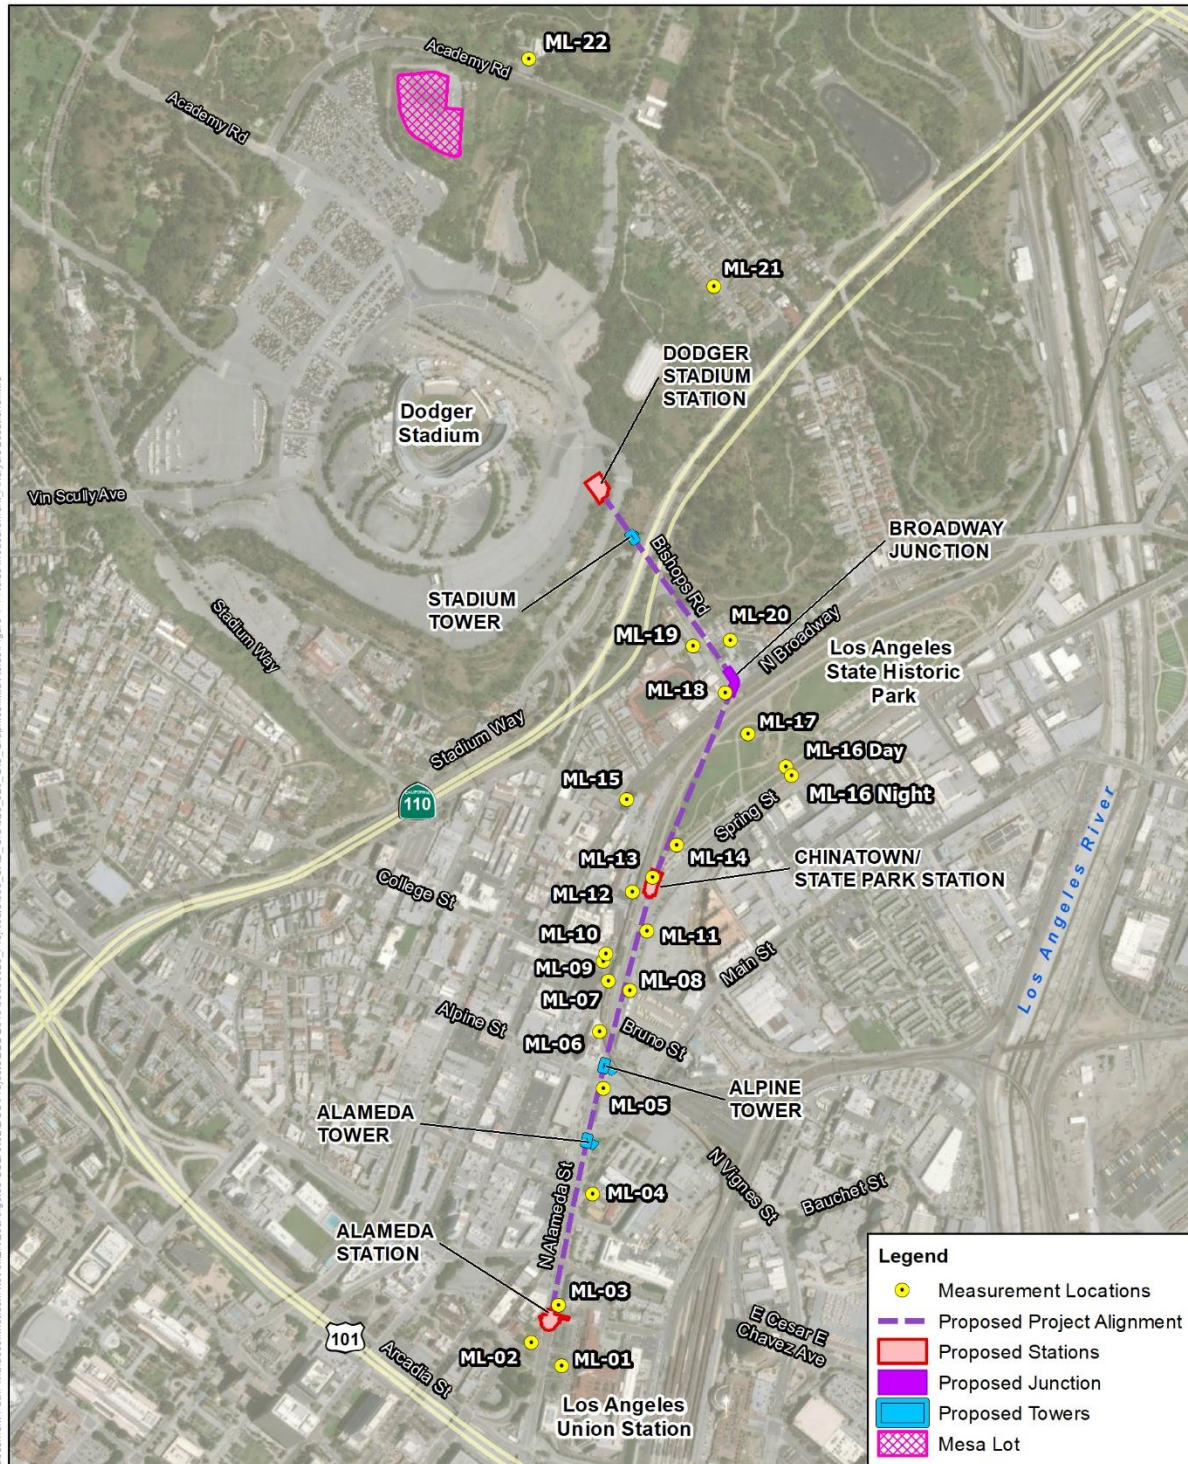 ML-22
Academy Rd
Academy Rd
ML-21
DODGER
STADIUM
STATION
Dodger
Stadium
Vin Scully Ave
BROADWAY
JUNCTION
Bishops Rd
STADIUM
TOWER
Stadium Way
ML-20
ML-19
N Broadway
Los Angeles
State Historic
Park
ML-18
ML-17
Stadium Way
ML-16 Day
ML-16 Night
ML-15
CALIFORNIA
110
Spring St
Los Angeles River
ML-14
ML-13
CHINATOWN/
STATE PARK STATION
College St
ML-12
ML-11
ML-10
ML-09
Main St
ML-08
ML-07
Alpine St
Bruno St
ML-06
ALPINE
TOWER
ML-05
ALAMEDA
TOWER
N Vignes St
Bauchet St
ML-04
N Alameda St
ALAMEDA
STATION
ML-03
101
E Cesar E
Chavez Ave
ML-02
ML-01
Arcadia St
Los Angeles
Union Station
Legend
Measurement Locations
Proposed Project Alignment
Proposed Stations
Proposed Junction
Proposed Towers
Mesa Lot